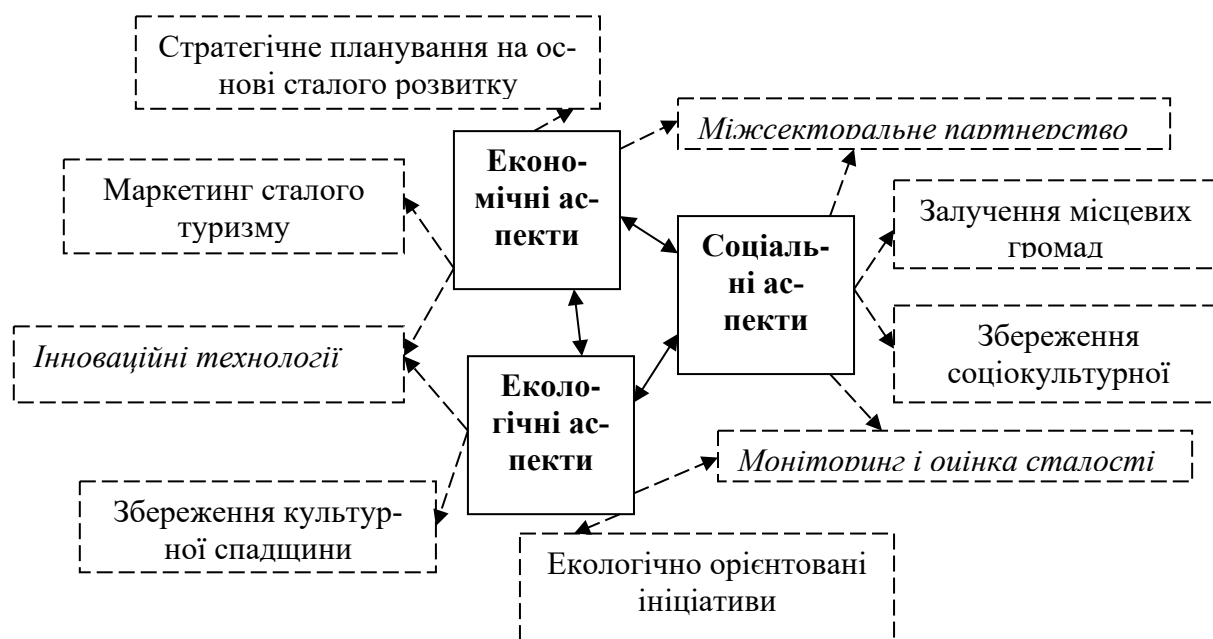 Стратегічне планування на ос-
нові сталого розвитку
Міжсекторальне партнерство
Еконо-
мічні ас-
пекти
Маркетинг сталого
туризму
Залучення місцевих
громад
Соціаль-
ні ас-
пекти
Інноваційні технології
Збереження
соціокультурної
Еколо-
гічні ас-
пекти
Моніторинг і оцінка сталості
Збереження культур-
ної спадщини
Екологічно орієнтовані
ініціативи